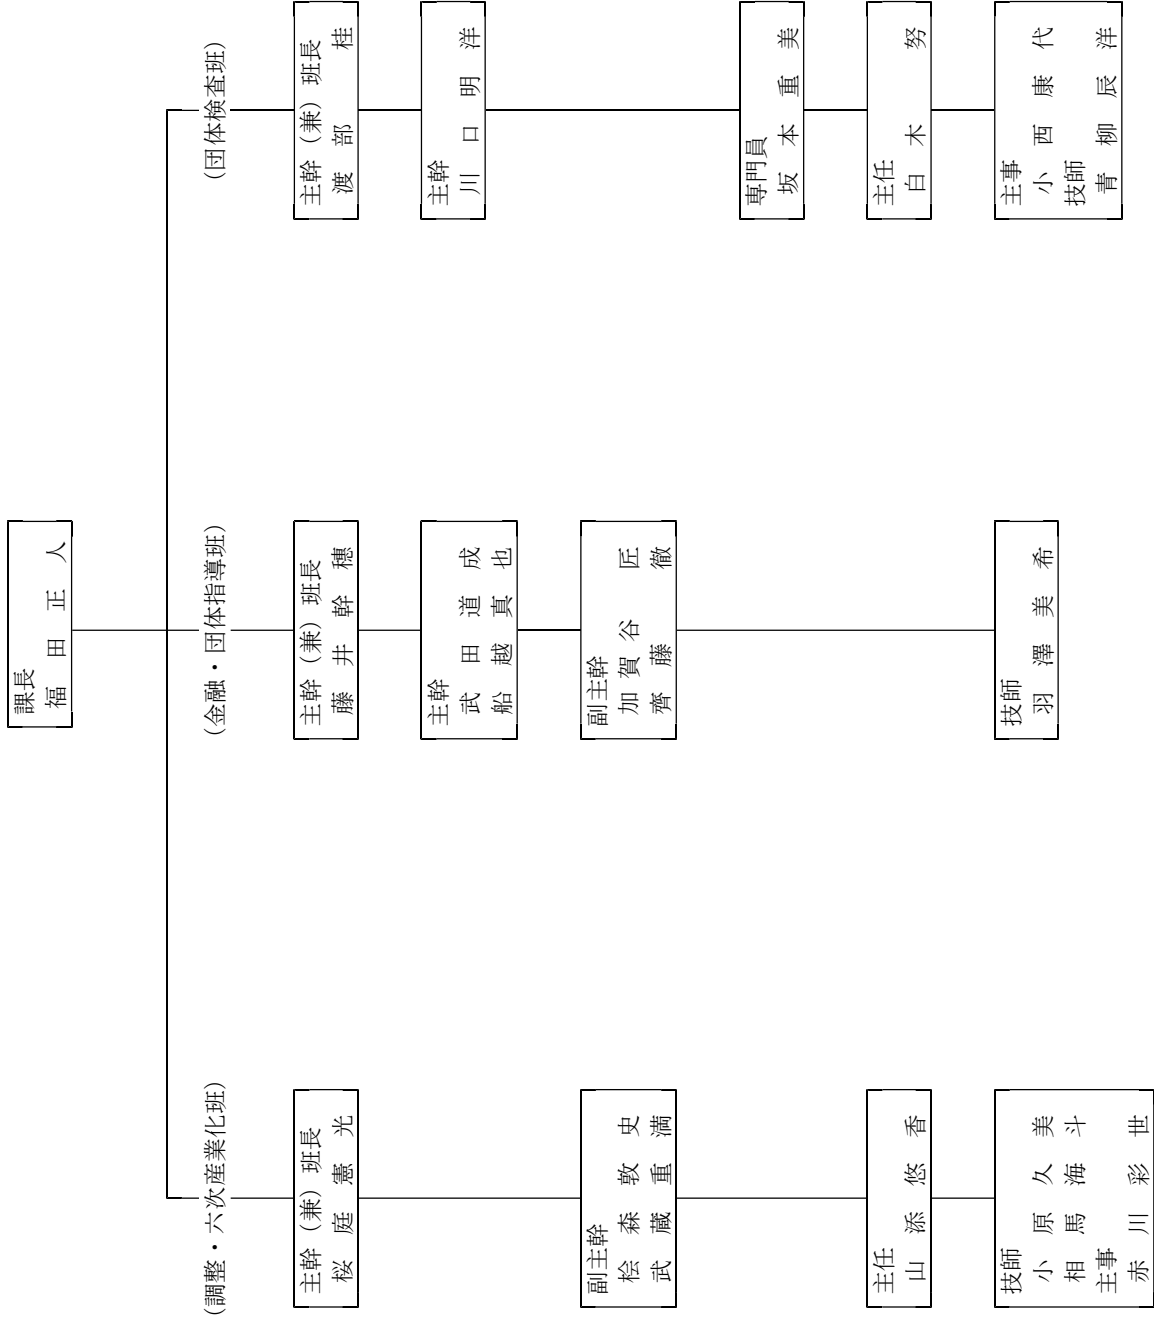 課長
福田正人
(調整・六次産業化班)
主幹(兼)班長
桜庭憲光
副主幹
桧森敦史
武蔵重満
主任
山添悠香
技師
小原久美
相馬海斗
主事
赤川彩世
(金融・団体指導班)
主幹(兼)班長
藤井幹穂
主幹
武田道成
船越真也
副主幹
加賀谷匠
齊藤徹
技師
羽澤美希
(団体検査班)
主幹(兼)班長
渡部桂
主幹
川口明洋
専門員
坂本重美
主任
白木努
主事
小西康代
技師
青柳辰洋